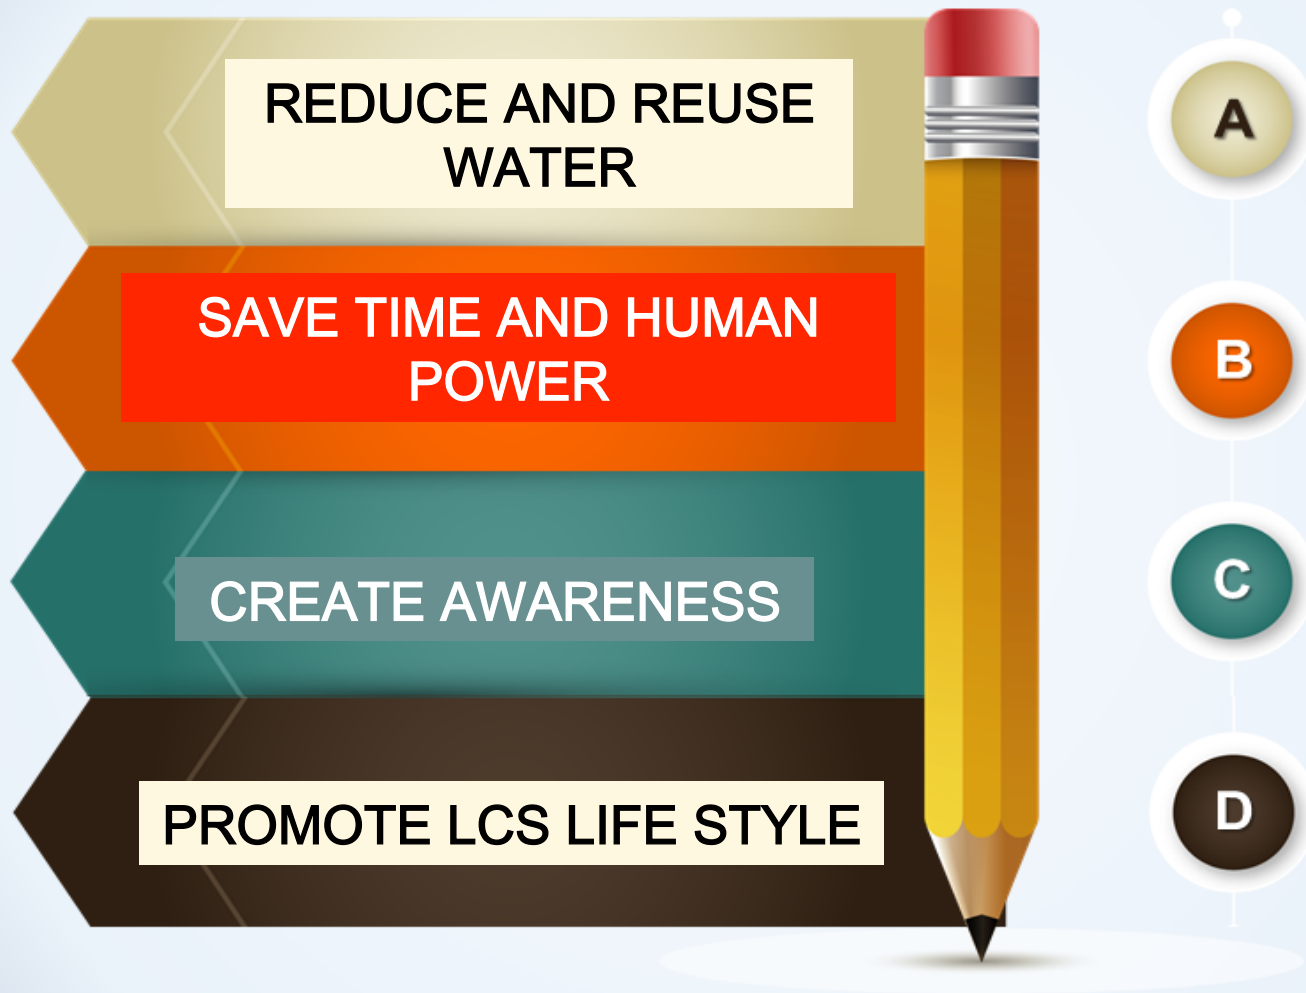 REDUCE AND REUSE
WATER
A
SAVE TIME AND HUMAN
POWER
B
CREATE AWARENESS
C
PROMOTE LCS LIFE STYLE
D